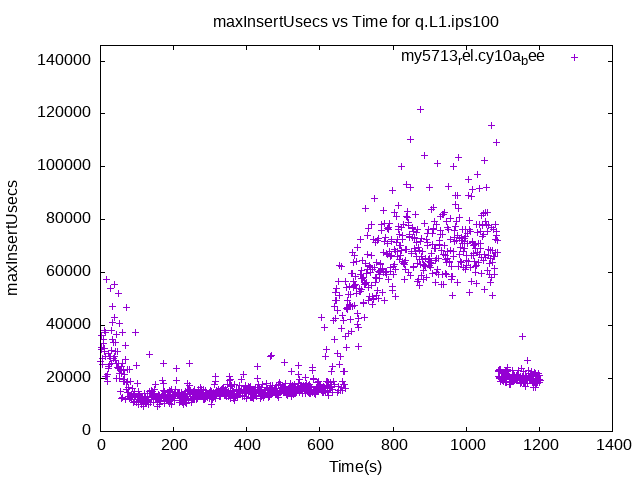 maxInsertUsecs vs Time for q.L1.ips100
my5713rel.cy10abee
140000
120000
100000
80000
60000
40000
20000
0
maxInsertUsecs
0 200 400 600 800 1000 1200 1400
Time(s)